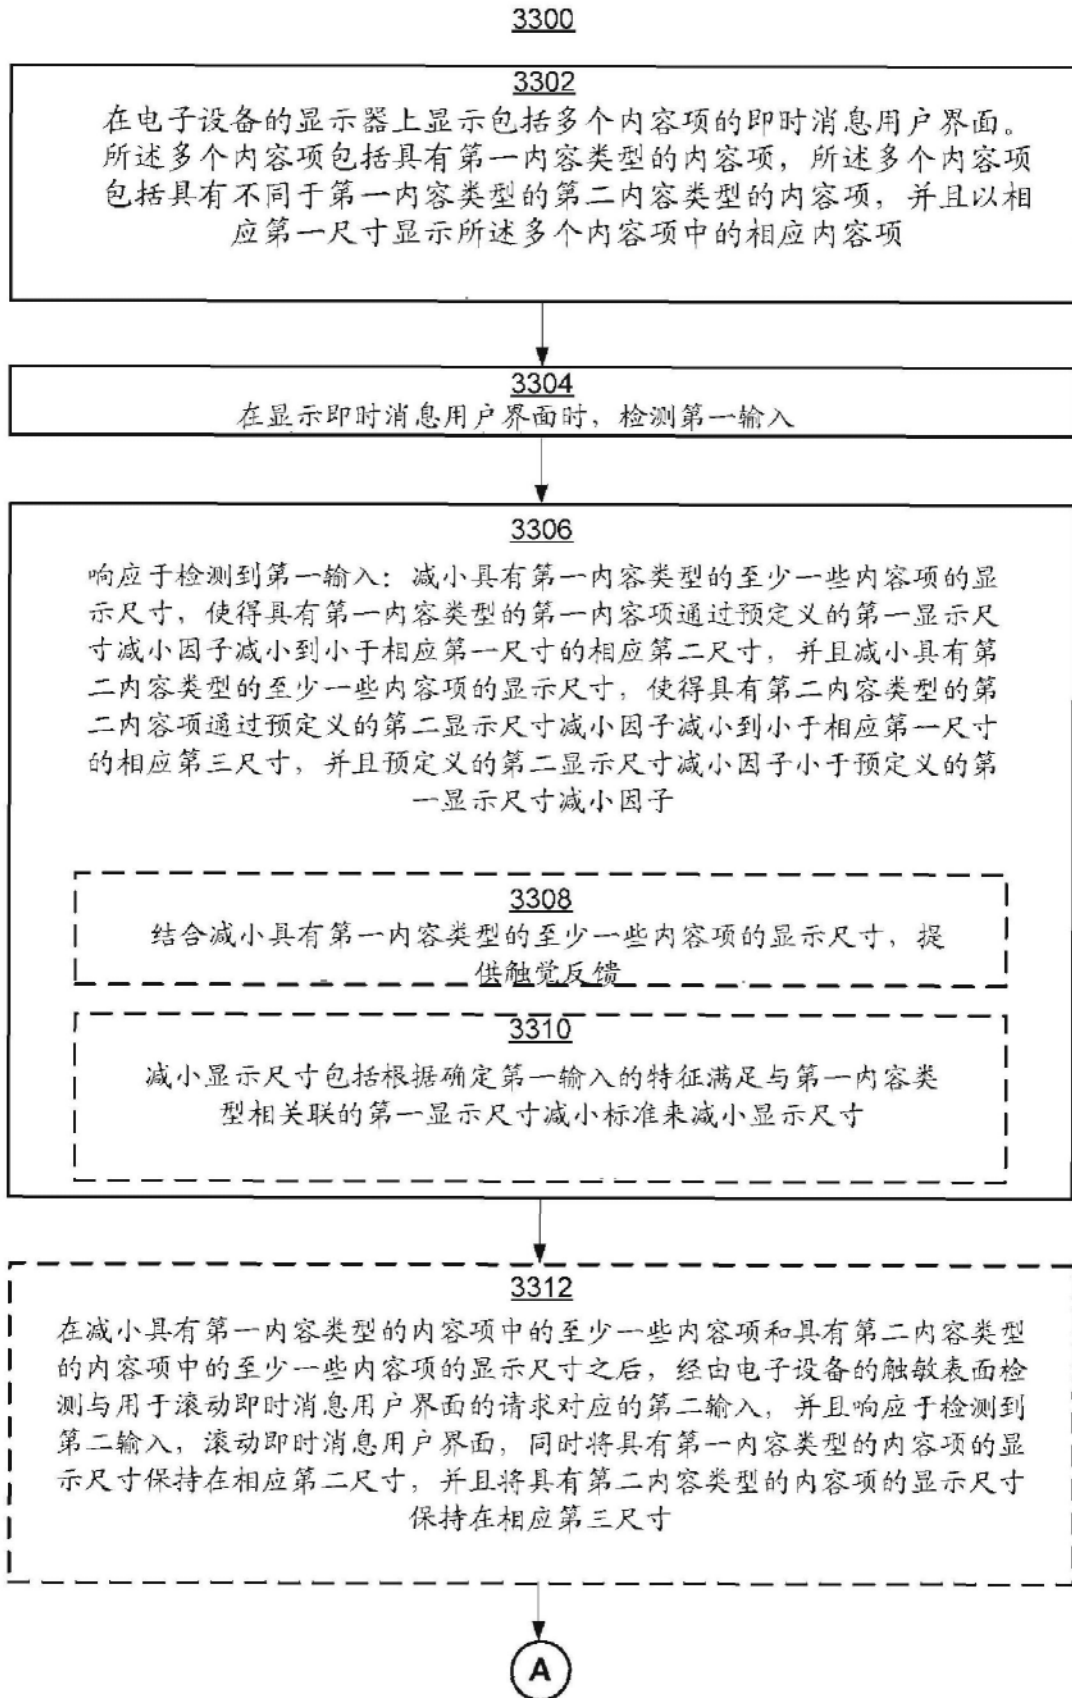 3300
3302
在电子设备的显示器上显示包括多个内容项的即时消息用户界面。
所述多个内容项包括具有第一内容类型的内容项，所述多个内容项
包括具有不同于第一内容类型的第二内容类型的内容项，并且以相
应第一尺寸显示所述多个内容项中的相应内容项
3304
在显示即时消息用户界面时，检测第一输入
3306
响应于检测到第一输入：减小具有第一内容类型的至少一些内容项的显
示尺寸，使得具有第一内容类型的第一内容项通过预定义的第一显示尺
寸减小因子减小到小于相应第一尺寸的相应第二尺寸，并且减小具有第
二内容类型的至少一些内容项的显示尺寸，使得具有第二内容类型的第
二内容项通过预定义的第二显示尺寸减小因子减小到小于相应第一尺寸
的相应第三尺寸，并且预定义的第二显示尺寸减小因子小于预定义的第
一显示尺寸减小因子
3308
结合减小具有第一内容类型的至少一些内容项的显示尺寸，提
供触觉反馈
3310
减小显示尺寸包括根据确定第一输入的特征满足与第一内容类
型相关联的第一显示尺寸减小标准来减小显示尺寸
3312
在减小具有第一内容类型的内容项中的至少一些内容项和具有第二内容类型
的内容项中的至少一些内容项的显示尺寸之后，经由电子设备的触敏表面检
测与用于滚动即时消息用户界面的请求对应的第二输入，并且响应于检测到
第二输入，滚动即时消息用户界面，同时将具有第一内容类型的内容项的显
示尺寸保持在相应第二尺寸，并且将具有第二内容类型的内容项的显示尺寸
保持在相应第三尺寸
A